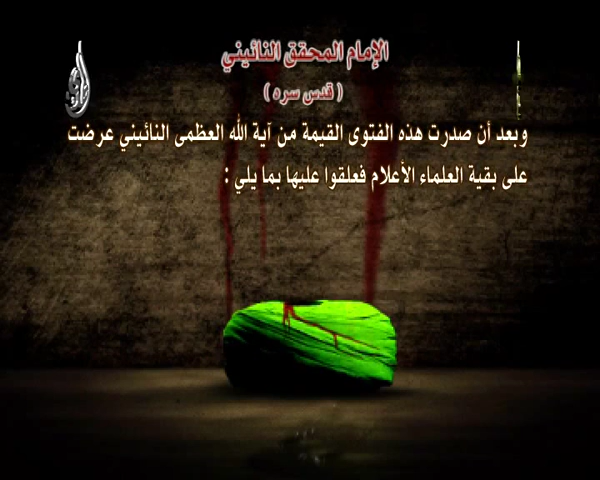 الإمام المحقق النائيني
( قدس سره )
وبعد أن صدرت هذه الفتوى القيمة من آية الله العظمى النائيني عرضت
على بقية العلماء الأعلام فعلقوا عليها بما يلي :